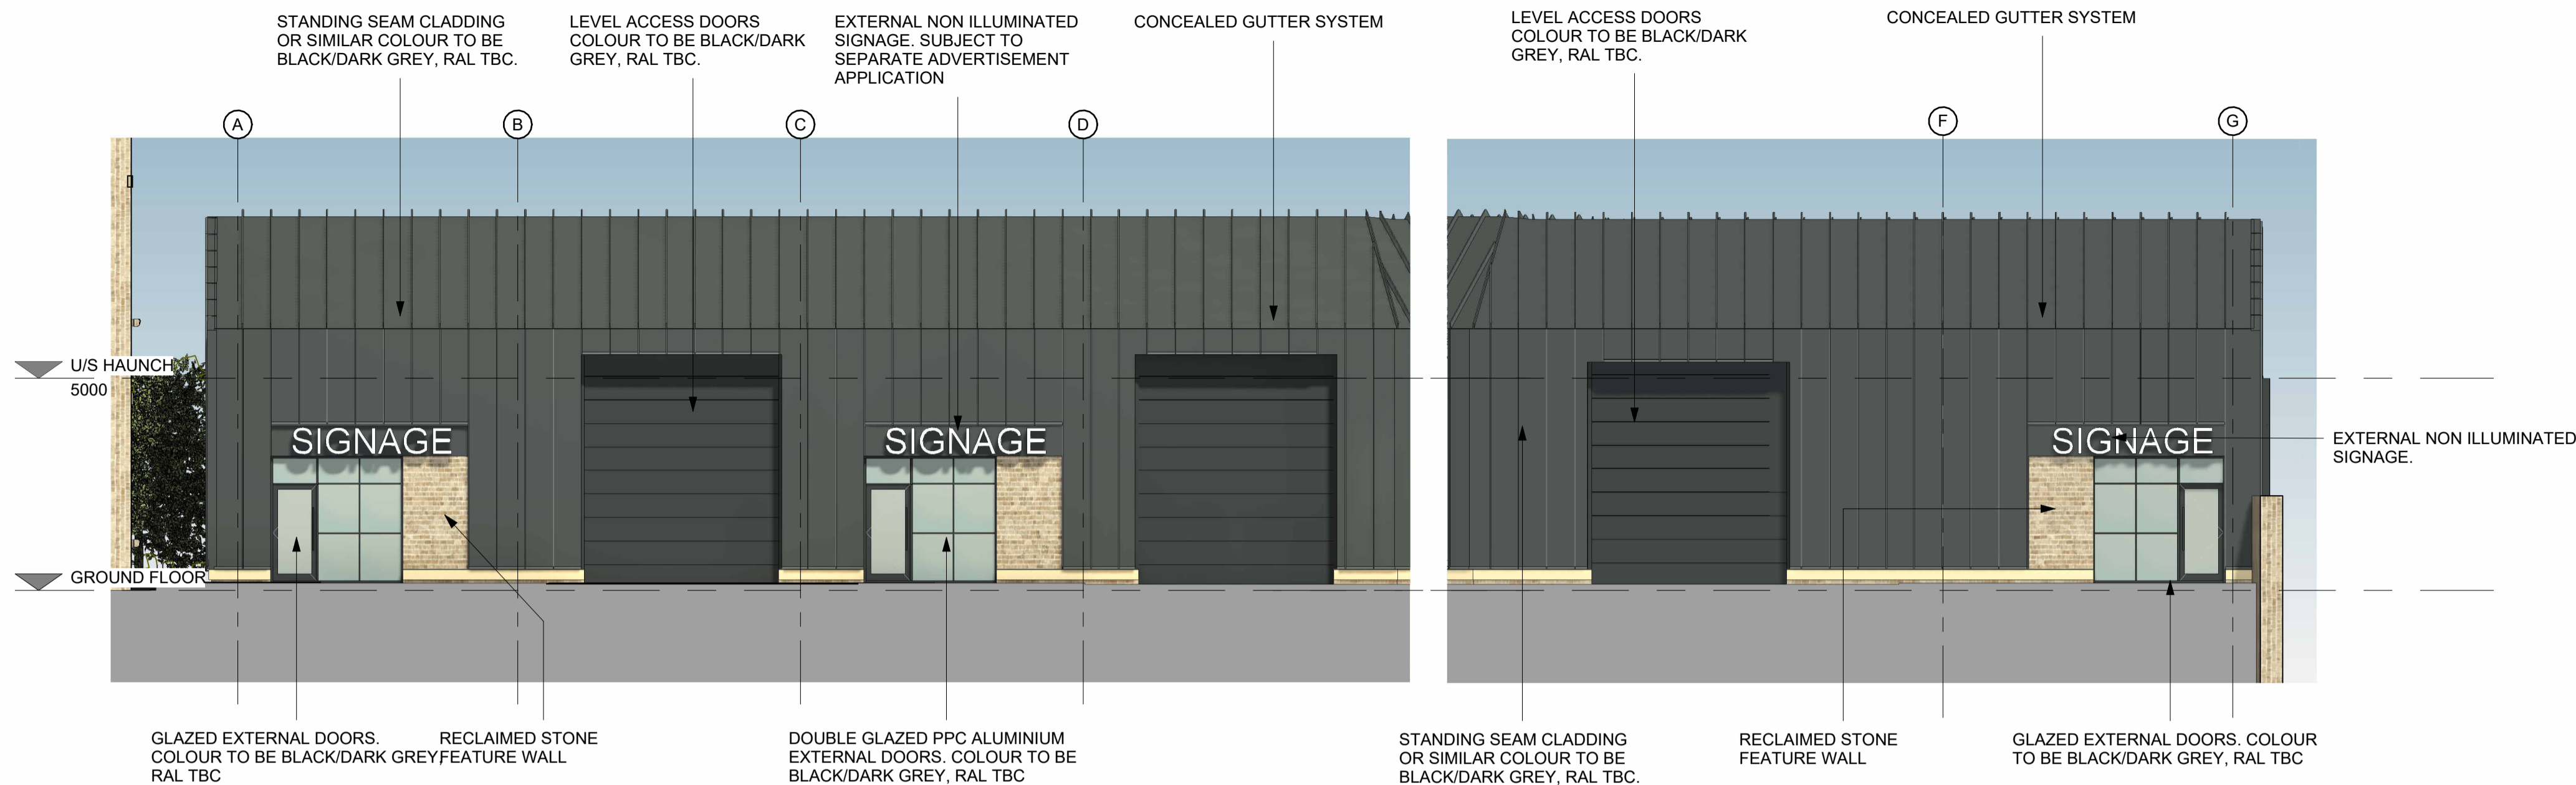 STANDING SEAM CLADDING
OR SIMILAR COLOUR TO BE
BLACK/DARK GREY, RAL TBC.
LEVEL ACCESS DOORS
COLOUR TO BE BLACK/DARK
GREY, RAL TBC.
EXTERNAL NON ILLUMINATED
SIGNAGE. SUBJECT TO
SEPARATE ADVERTISEMENT
APPLICATION
CONCEALED GUTTER SYSTEM
LEVEL ACCESS DOORS
COLOUR TO BE BLACK/DARK
GREY, RAL TBC.
CONCEALED GUTTER SYSTEM
A
B
C
D
F
G
U/S HAUNCH
5000
SIGNAGE
SIGNAGE
SIGNAGE
EXTERNAL NON ILLUMINATED
SIGNAGE.
GROUND FLOOR
GLAZED EXTERNAL DOORS.
COLOUR TO BE BLACK/DARK GREY,
RAL TBC
RECLAIMED STONE
FEATURE WALL
DOUBLE GLAZED PPC ALUMINIUM
EXTERNAL DOORS. COLOUR TO BE
BLACK/DARK GREY, RAL TBC
STANDING SEAM CLADDING
OR SIMILAR COLOUR TO BE
BLACK/DARK GREY, RAL TBC.
RECLAIMED STONE
FEATURE WALL
GLAZED EXTERNAL DOORS. COLOUR
TO BE BLACK/DARK GREY, RAL TBC